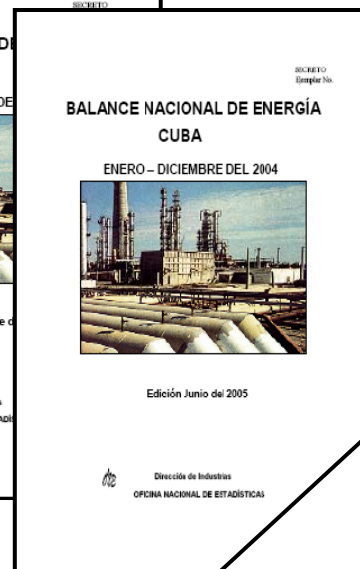 SECRETO
SECRETO
Ejemplar No.
BALANCE NACIONAL DE ENERGÍA
CUBA
ENERO – DICIEMBRE DEL 2004
Edición Junio del 2005
Dirección de Industrias
OFICINA NACIONAL DE ESTADÍSTICAS